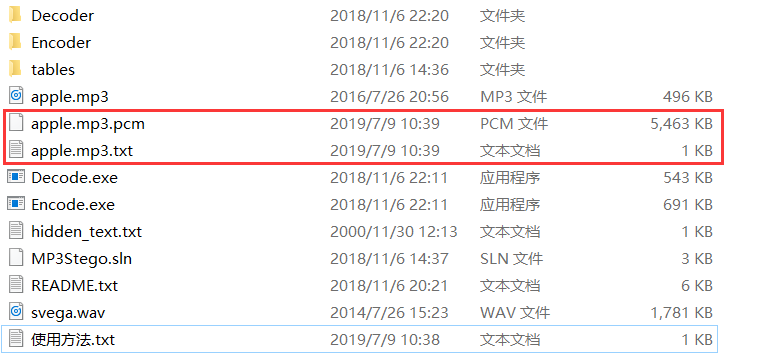 Decoder 2018/11/6 22:20 文件夹
Encoder 2018/11/6 22:20 文件夹
tables 2018/11/6 14:36 文件夹
apple.mp3 2016/7/26 20:56 MP3 文件 496 KB
apple.mp3.pcm 2019/7/9 10:39 PCM 文件 5,463 KB
apple.mp3.txt 2019/7/9 10:39 文本文档 1 KB
Decode.exe 2018/11/6 22:11 应用程序 543 KB
Encode.exe 2018/11/6 22:11 应用程序 691 KB
hidden_text.txt 2000/11/30 12:13 文本文档 1 KB
MP3Stego.sln 2018/11/6 14:37 SLN 文件 3 KB
README.txt 2018/11/6 20:21 文本文档 6 KB
svega.wav 2014/7/26 15:23 WAV 文件 1,781 KB
使用方法.txt 2019/7/9 10:38 文本文档 1 KB